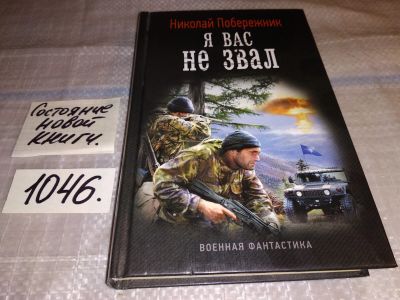 Николай Побережник
Я ВАС
НЕ ЗВАЛ
Состояние
новой
книги.
1046.
ВОЕННАЯ ФАНТАСТИКА